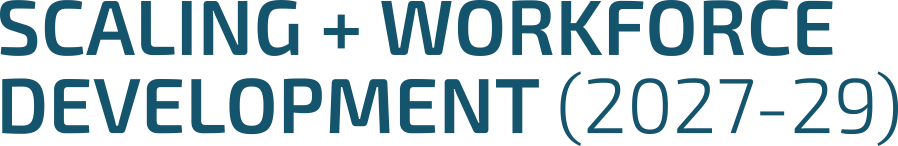 SCALING + WORKFORCE
DEVELOPMENT (2027-29)